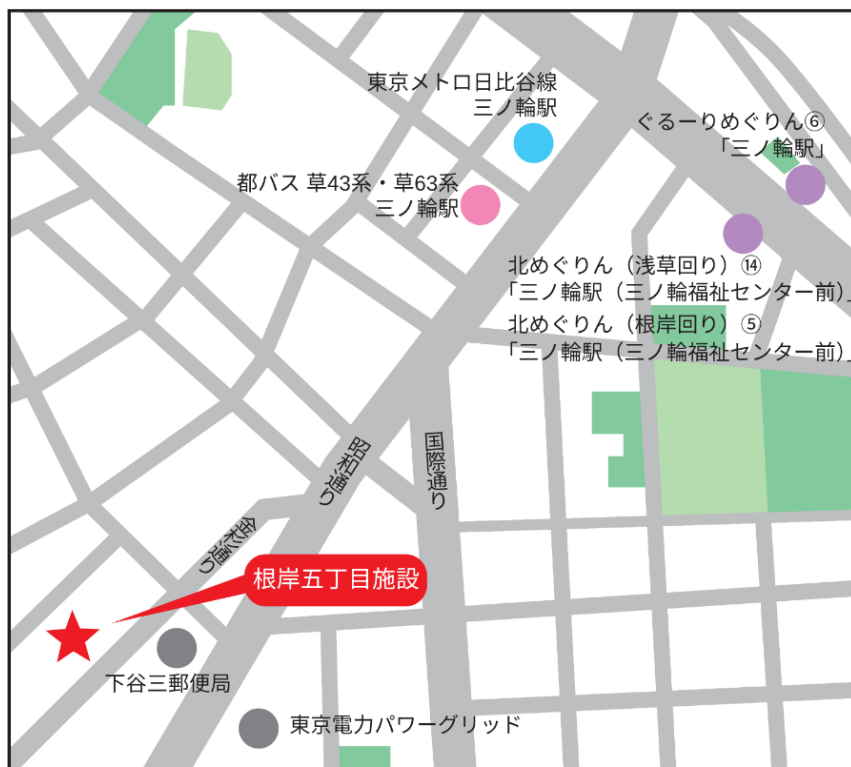 東京メトロ日比谷線
三ノ輪駅
ぐるーりめぐりん⑥
「三ノ輪駅」
都バス 草43系・草63系
三ノ輪駅
北めぐりん（浅草回り）⑭
「三ノ輪駅（三ノ輪福祉センター前）」
北めぐりん（根岸回り）⑤
「三ノ輪駅（三ノ輪福祉センター前）」
昭和通り
国際通り
金杉通り
根岸五丁目施設
下谷三郵便局
東京電力パワーグリッド